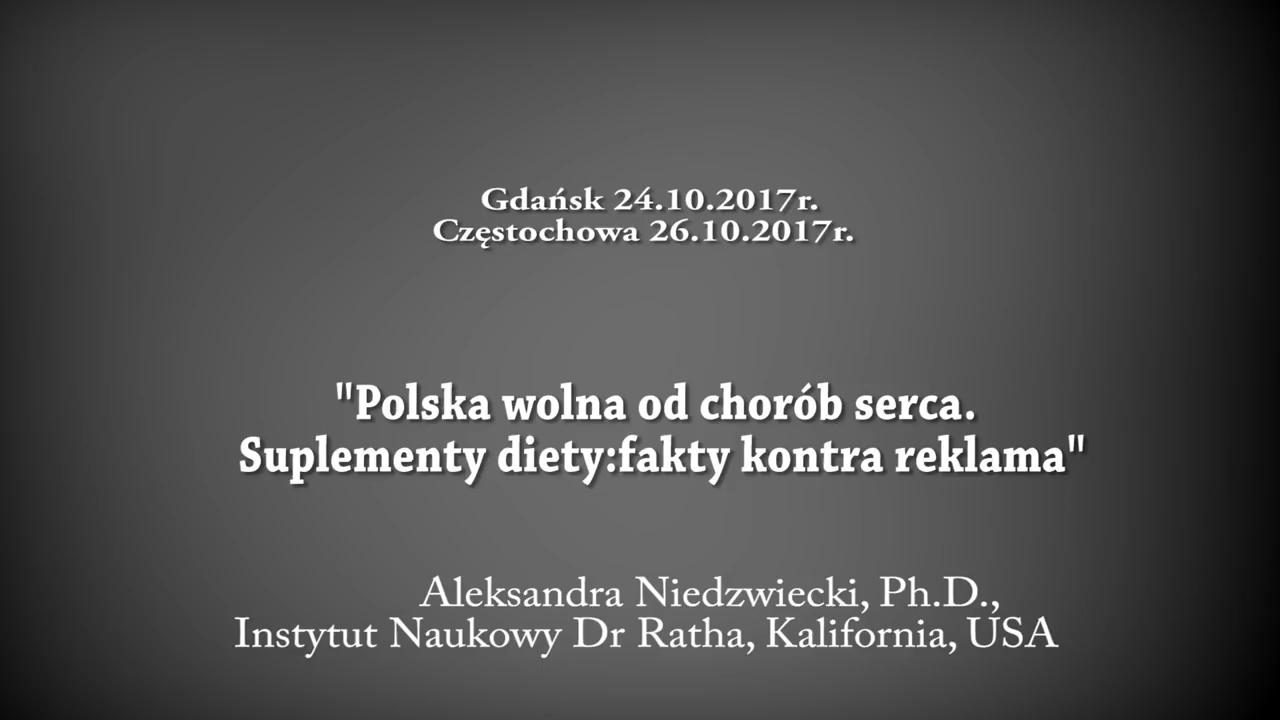 Gdańsk 24.10.2017r.
Częstochowa 26.10.2017r.
"Polska wolna od chorób serca.
Suplementy diety:fakty kontra reklama"
Aleksandra Niedzwiecki, Ph.D.,
Instytut Naukowy Dr Ratha, Kalifornia, USA